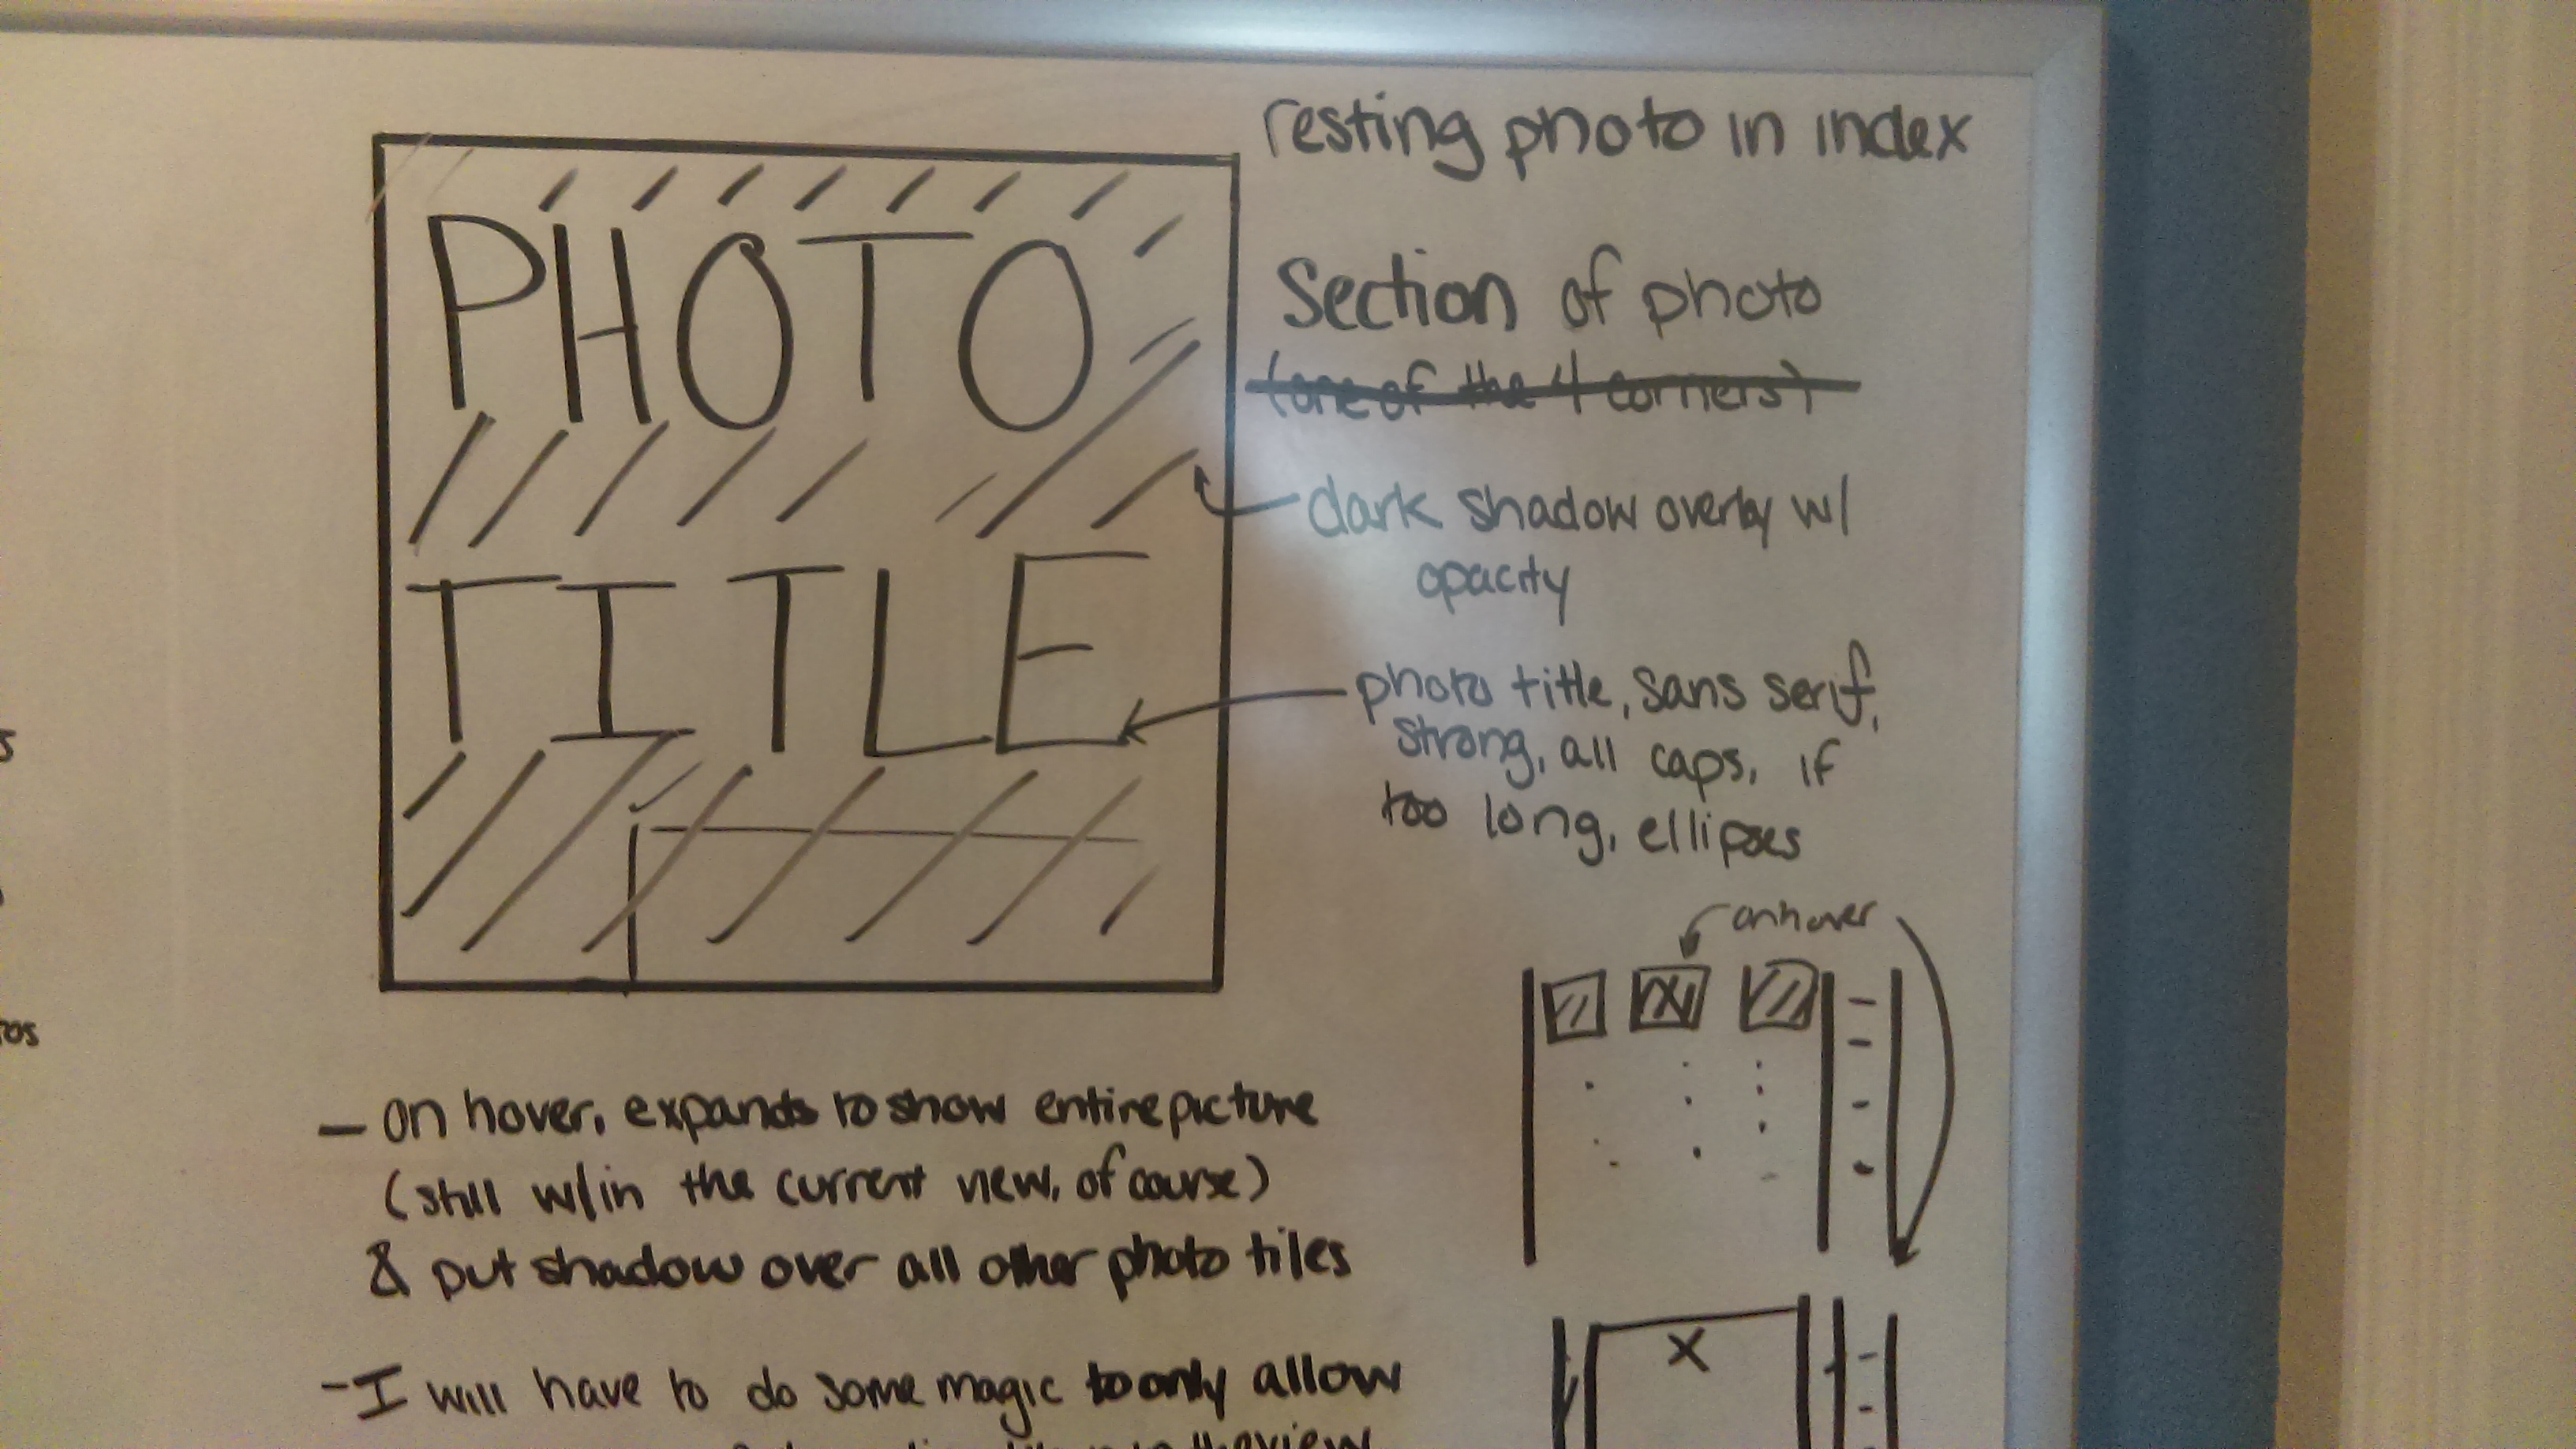 resting photo in index
PHOTO
TITLE
Section of photo
(one of the 4 corners)
dark shadow overlay w/
opacity
photo title, sans serif,
strong, all caps, if
too long, ellipses
on hover
- on hover, expands to show entire picture
(still w/in the current view, of course)
& put shadow over all other photo tiles
X
- I will have to do some magic to only allow
the view